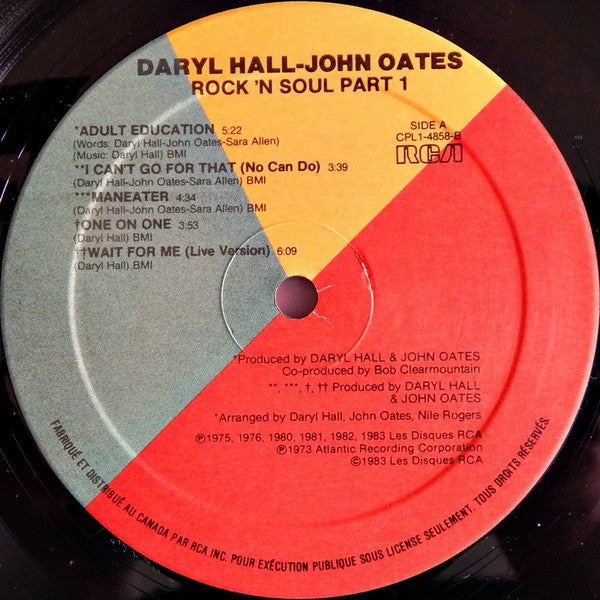 DARYL HALL-JOHN OATES
ROCK 'N SOUL PART 1
*ADULT EDUCATION 5:22
(Words: Daryl Hall-John Oates-Sara Allen)
(Music: Daryl Hall) BMI
**I CAN'T GO FOR THAT (No Can Do) 3:39
(Daryl Hall-John Oates-Sara Allen) BMI
***MANEATER 4:34
(Daryl Hall-John Oates-Sara Allen) BMI
†ONE ON ONE 3:53
(Daryl Hall) BMI
††WAIT FOR ME (Live Version) 6:09
(Daryl Hall) BMI
SIDE A
CPL1-4858-B
RCA
*Produced by DARYL HALL & JOHN OATES
Co-produced by Bob Clearmountain
**, ***, †, †† Produced by DARYL HALL
& JOHN OATES
*Arranged by Daryl Hall, John Oates, Nile Rogers
℗1975, 1976, 1980, 1981, 1982, 1983 Les Disques RCA
℗1973 Atlantic Recording Corporation
©1983 Les Disques RCA
FABRIQUÉ ET DISTRIBUÉ AU CANADA PAR RCA INC. POUR EXÉCUTION PUBLIQUE SOUS LICENSE SEULEMENT. TOUS DROITS RÉSERVÉS.